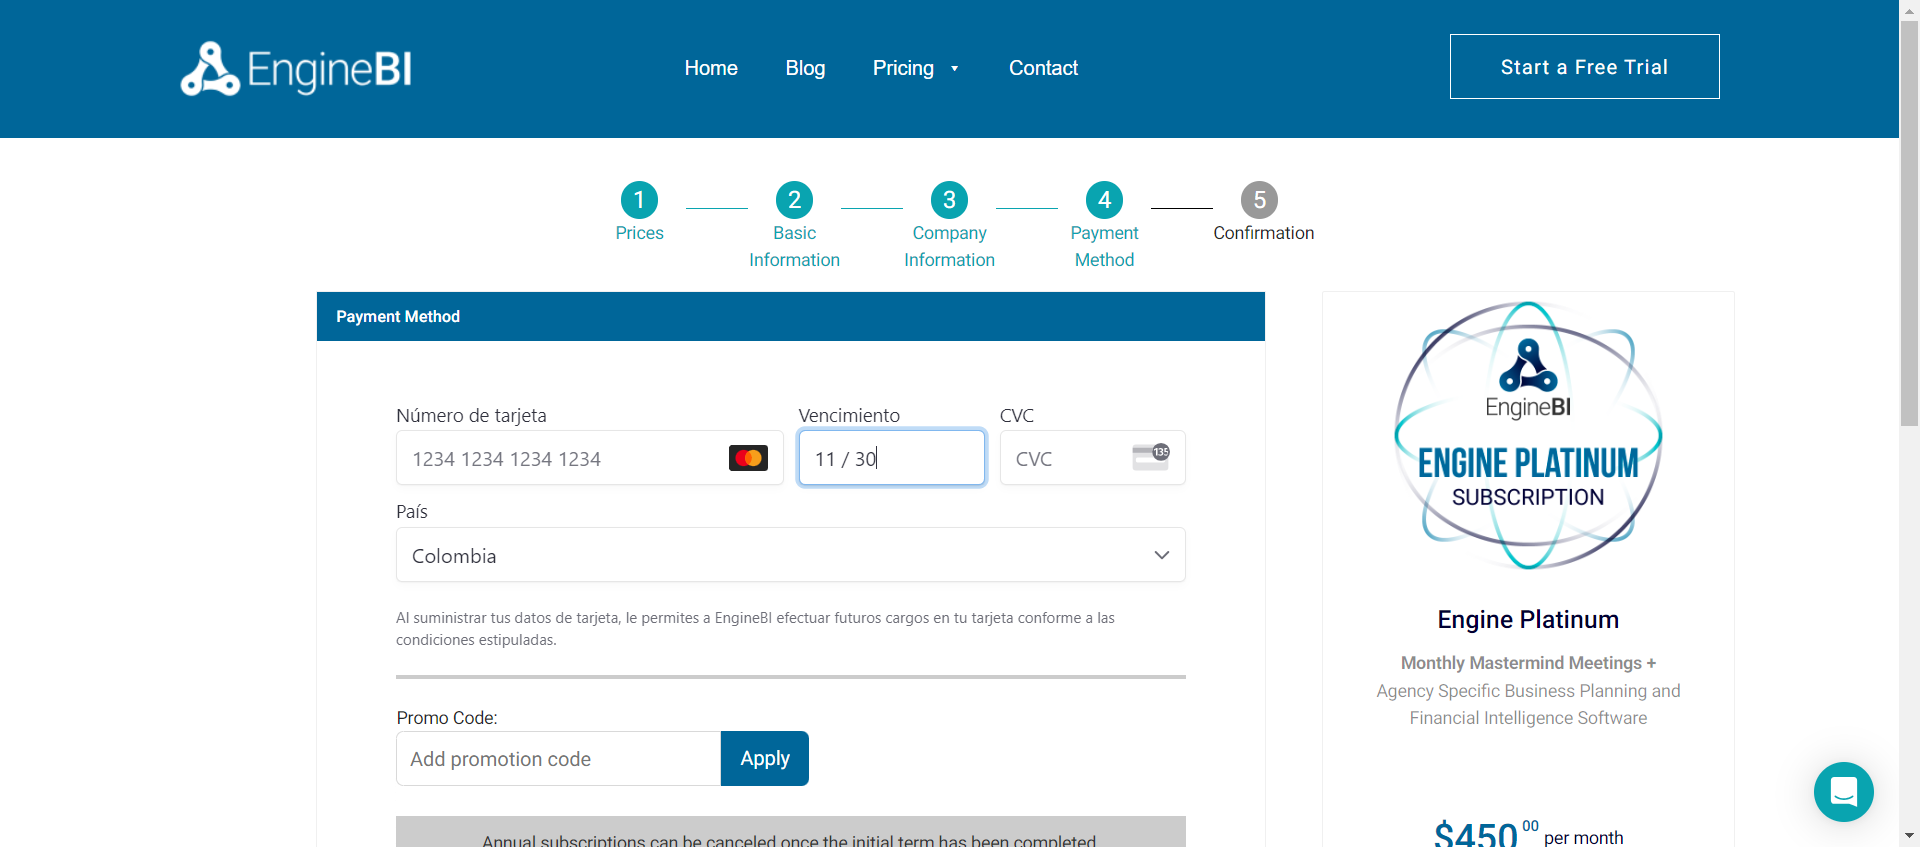 EngineBI
Home
Blog
Pricing
Contact
Start a Free Trial
1
2
3
4
5
Prices
Basic
Information
Company
Information
Payment
Method
Confirmation
Payment Method
Número de tarjeta
Vencimiento
CVC
1234 1234 1234 1234
11 / 30
CVC
135
País
Colombia
Al suministrar tus datos de tarjeta, le permites a EngineBI efectuar futuros cargos en tu tarjeta conforme a las
condiciones estipuladas.
Promo Code:
Add promotion code
Apply
Annual subscriptions can be canceled once the initial term has been completed
EngineBI
ENGINE PLATINUM
SUBSCRIPTION
Engine Platinum
Monthly Mastermind Meetings +
Agency Specific Business Planning and
Financial Intelligence Software
$450 00 per month